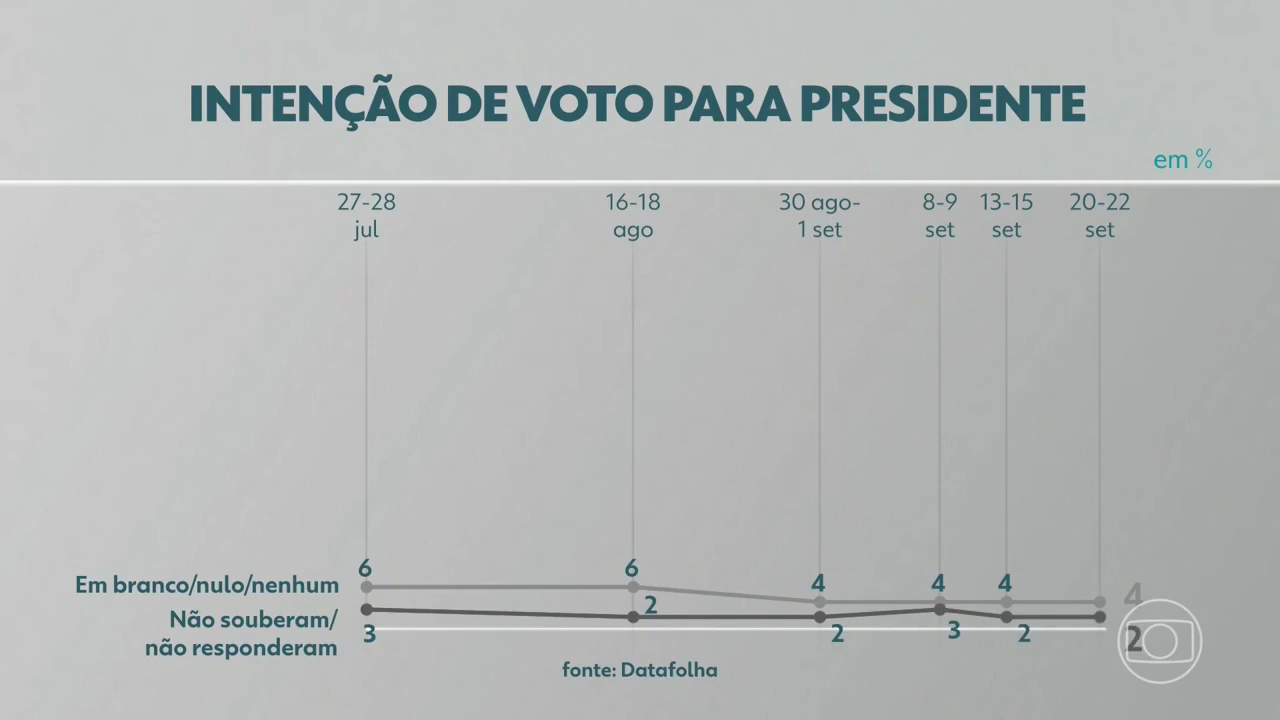 INTENÇÃO DE VOTO PARA PRESIDENTE
em %
27-28 jul
16-18 ago
30 ago-1 set
8-9 set
13-15 set
20-22 set
Em branco/nulo/nenhum
6 6 4 4 4 4
Não souberam/
não responderam
3 2 2 3 2 2
fonte: Datafolha